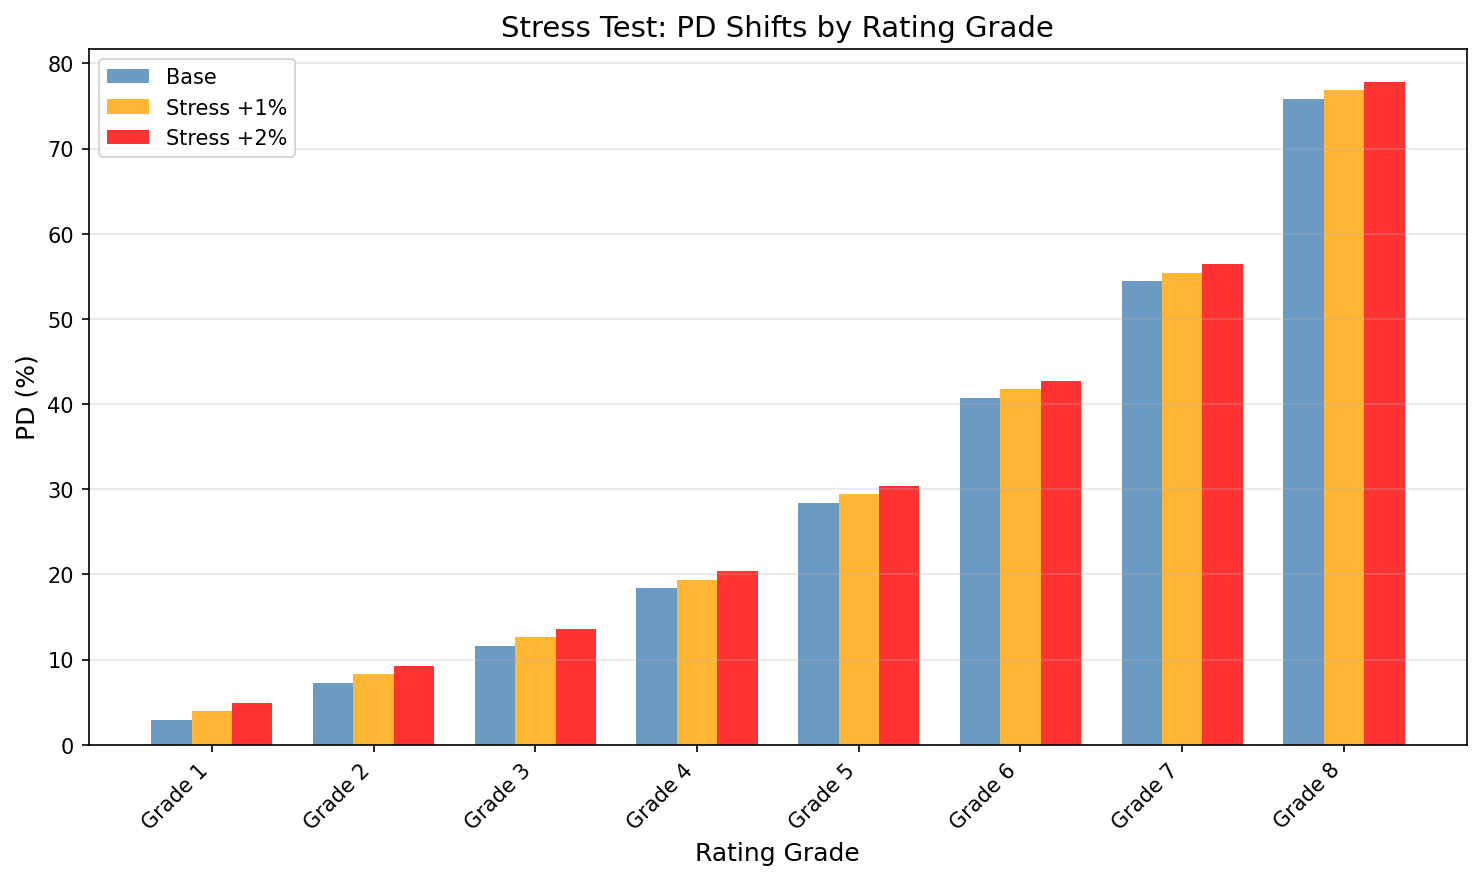 Stress Test: PD Shifts by Rating Grade
Base
Stress +1%
Stress +2%
PD (%)
80
70
60
50
40
30
20
10
0
Grade 1
Grade 2
Grade 3
Grade 4
Grade 5
Grade 6
Grade 7
Grade 8
Rating Grade